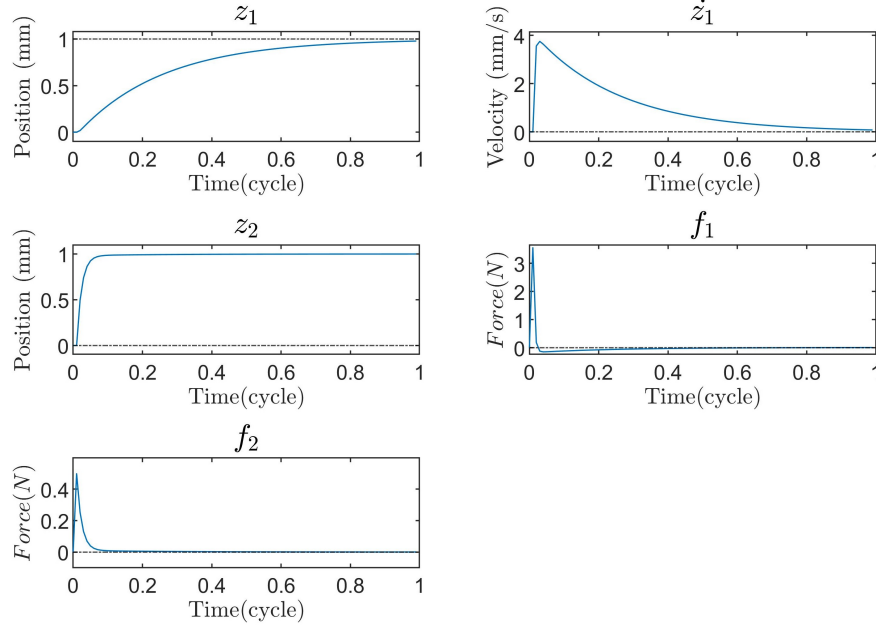 z₁
Position (mm)
1
0.5
0
0 0.2 0.4 0.6 0.8 1
Time(cycle)
ż₁
Velocity (mm/s)
4
2
0
0 0.2 0.4 0.6 0.8 1
Time(cycle)
z₂
Position (mm)
1
0.5
0
0 0.2 0.4 0.6 0.8 1
Time(cycle)
f₁
Force(N)
3
2
1
0
0 0.2 0.4 0.6 0.8 1
Time(cycle)
f₂
Force(N)
0.4
0.2
0
0 0.2 0.4 0.6 0.8 1
Time(cycle)